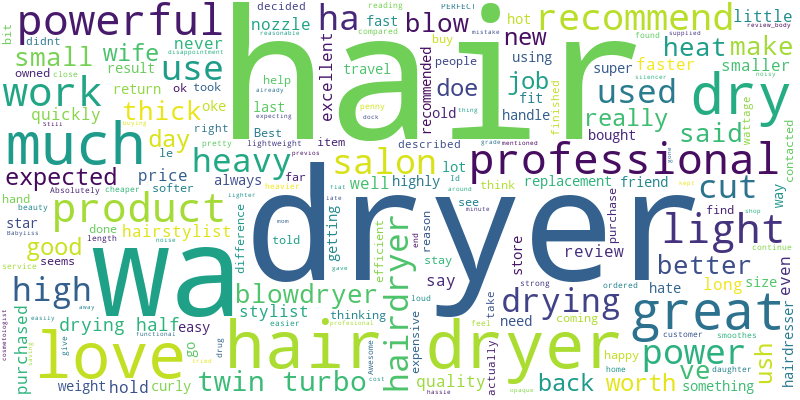 powerful
hair
ha
decided
nozzle
reading
fast
compared
blow
PERFECT
mistake
buy
people
recommend
hot
review_body
supplied
little
bit
didnt
reasonable
disappointment
small
wife
never
owned
close
result
ok
took
help
already
last
expecting
excellent
travel
penny
dock
recommended
doe
old
thing
new
using
job
fit
handle
super
finished
found
silencer
noisy
heat
make
faster
smaller
wattage
contacted
work
use
quickly
thick
return
oke
Best
lightweight
item
described
grade
mentioned
really
bought
used
dry
Still
buying
much
day
right
previos
pretty
le
heavy
salon
professional
said
gone
cut
way
expected
price
always
far
well
highly
lot
Id
around
think
replacement
friend
kept
Absolutely
cheaper
softer
hand
beauty
Babyliss
heavier
flat
late
see
minute
purchase
find
shop
light
star
length
product
dryer
mom
done
hairstylist
noise
lighter
told
gave
getting
hairdryer
end
reason
stay
say
store
review
continue
good
seems
service
wa
difference
efficient
loud
strong
take
actually
ordered
better
even
hate
long
size
high
blowdryer
stylist
thinking
expensive
drying
need
coming
great
hairdresser
cosmetologist
easily
away
functional
drying half
easy
go
drug
easier
professional
feel
customer
smoothes
happy
purchased
love
give
saving
tried
hair dryer
Awesome
cost
home
daughter
power
ve
ush
weight
hold
curly
twin turbo
quality
hassie
back
opaque
worth
something